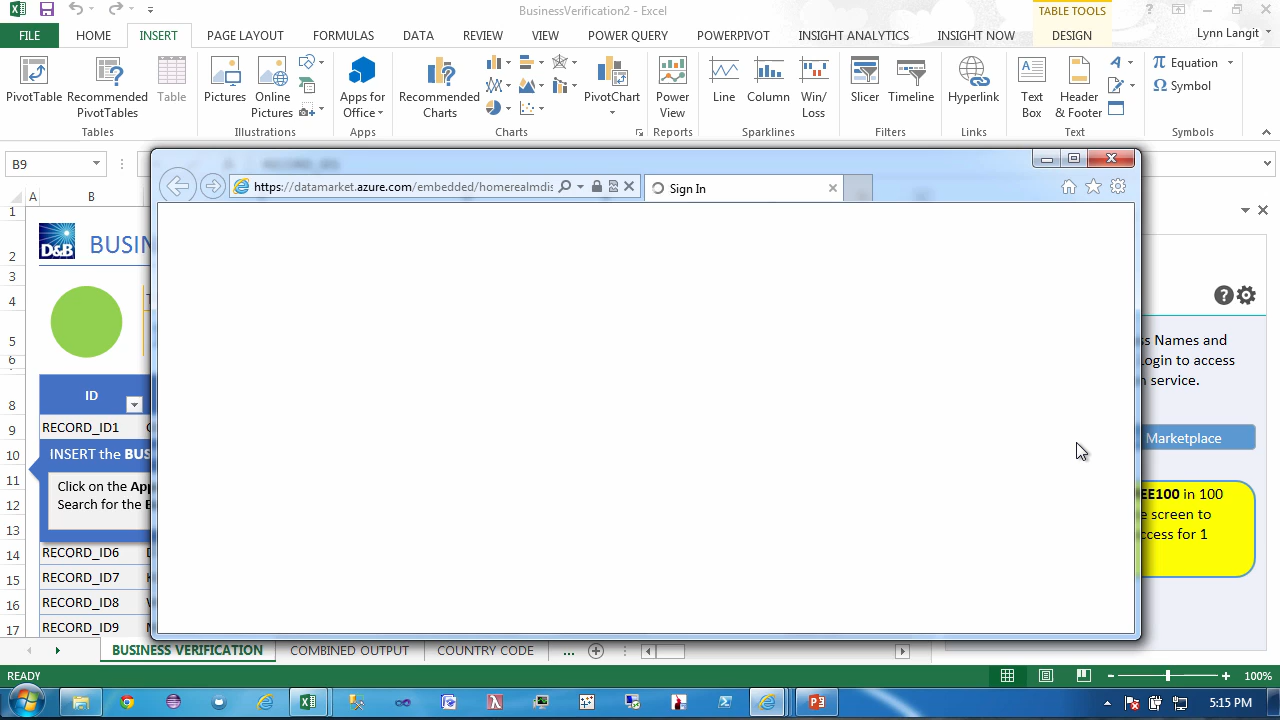 BusinessVerification2 - Excel
TABLE TOOLS
FILE HOME INSERT PAGE LAYOUT FORMULAS DATA REVIEW VIEW POWER QUERY POWERPIVOT INSIGHT ANALYTICS INSIGHT NOW DESIGN Lynn Langit
PivotTable Recommended PivotTables Table Pictures Online Pictures Apps for Office Recommended Charts PivotChart Power View Line Column Win/Loss Slicer Timeline Hyperlink Text Box Header & Footer Equation Symbol
Tables Illustrations Apps Charts Reports Sparklines Filters Links Text Symbols
B9
https://datamarket.azure.com/embedded/homerealmdis
Sign In
A B
1
2 D&B BUSIN
3
4
5
6
8 ID
9 RECORD_ID1
10 INSERT the BUS
11 Click on the App
12 Search for the B
13
14 RECORD_ID6
15 RECORD_ID7
16 RECORD_ID8
17 RECORD_ID9
ss Names and
Login to access
n service.
Marketplace
EE100 in 100
e screen to
ccess for 1
BUSINESS VERIFICATION COMBINED OUTPUT COUNTRY CODE ...
READY 100%
5:15 PM